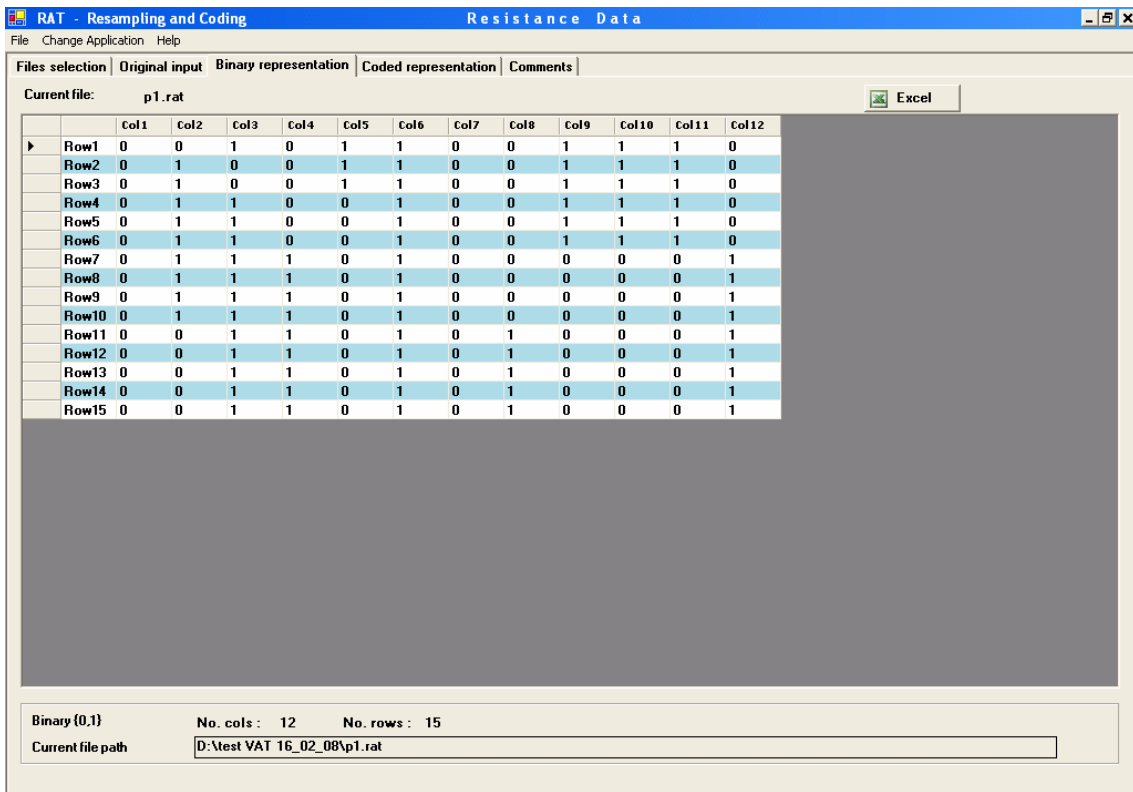 RAT - Resampling and Coding Resistance Data
File Change Application Help
Files selection Original input Binary representation Coded representation Comments
Current file: p1.rat Excel
Col1 Col2 Col3 Col4 Col5 Col6 Col7 Col8 Col9 Col10 Col11 Col12
Row1 0 0 1 0 1 1 0 0 1 1 1 0
Row2 0 1 0 0 1 1 0 0 1 1 1 0
Row3 0 1 0 0 1 1 0 0 1 1 1 0
Row4 0 1 1 0 0 1 0 0 1 1 1 0
Row5 0 1 1 0 0 1 0 0 1 1 1 0
Row6 0 1 1 0 0 1 0 0 1 1 1 0
Row7 0 1 1 1 0 1 0 0 0 0 0 1
Row8 0 1 1 1 0 1 0 0 0 0 0 1
Row9 0 1 1 1 0 1 0 0 0 0 0 1
Row10 0 1 1 1 0 1 0 0 0 0 0 1
Row11 0 0 1 1 0 1 0 1 0 0 0 1
Row12 0 0 1 1 0 1 0 1 0 0 0 1
Row13 0 0 1 1 0 1 0 1 0 0 0 1
Row14 0 0 1 1 0 1 0 1 0 0 0 1
Row15 0 0 1 1 0 1 0 1 0 0 0 1
Binary {0,1} No. cols : 12 No. rows : 15
Current file path D:\test VAT 16_02_08\p1.rat